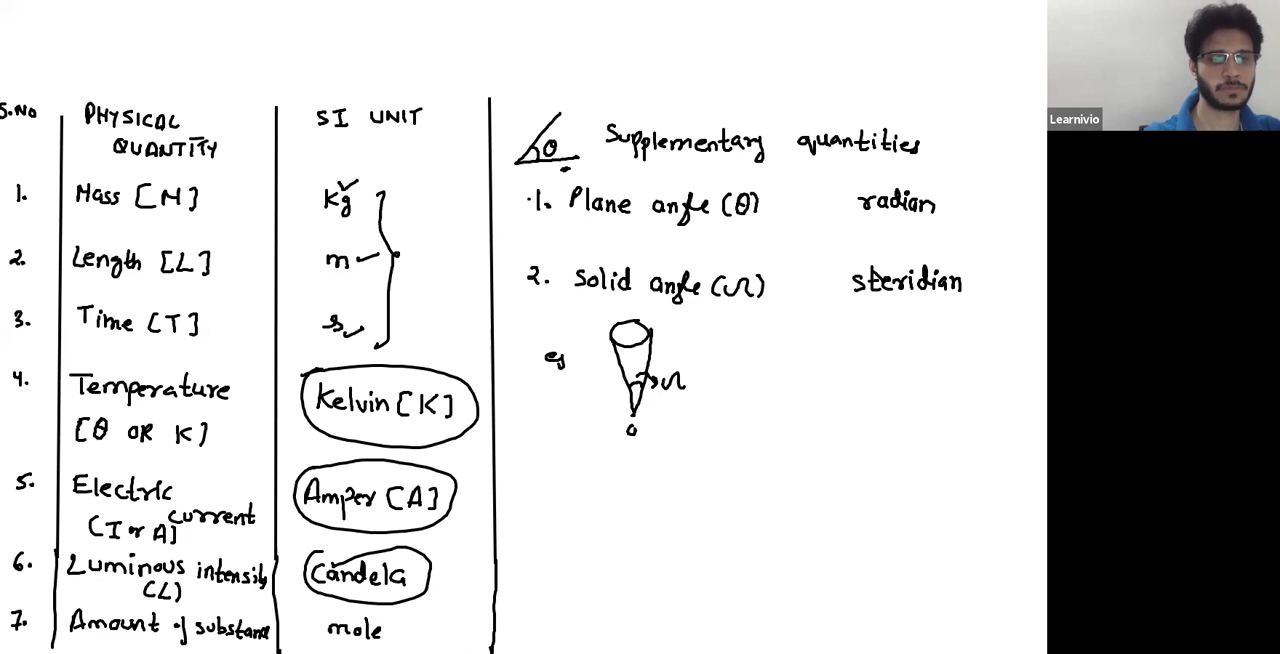 S.NO PHYSICAL QUANTITY SI UNIT
1. Mass [M] Kg
2. Length [L] m
3. Time [T] s
4. Temperature Kelvin [K]
[θ OR K]
5. Electric Amper [A]
current
[I or A]
6. Luminous intensity Candela
(L)
7. Amount of substance mole
θ Supplementary quantities
1. Plane angle (θ) radian
2. Solid angle (Ω) steridian
eg
Ω
o
Learnivio